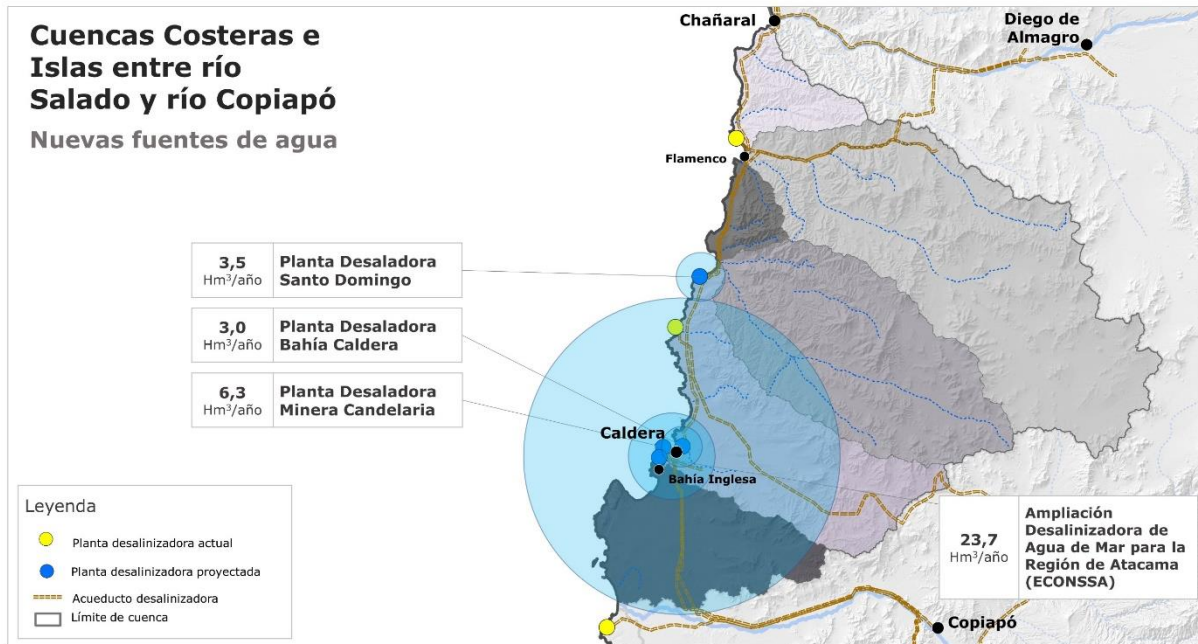 Cuencas Costeras e
Islas entre río
Salado y río Copiapó
Nuevas fuentes de agua
Chañaral
Diego de
Almagro
Flamenco
3,5
Hm³/año
Planta Desaladora
Santo Domingo
3,0
Hm³/año
Planta Desaladora
Bahía Caldera
6,3
Hm³/año
Planta Desaladora
Minera Candelaria
Caldera
Bahía Inglesa
23,7
Hm³/año
Ampliación
Desalinizadora de
Agua de Mar para la
Región de Atacama
(ECONSSA)
Copiapó
Leyenda
Planta desalinizadora actual
Planta desalinizadora proyectada
Acueducto desalinizadora
Límite de cuenca